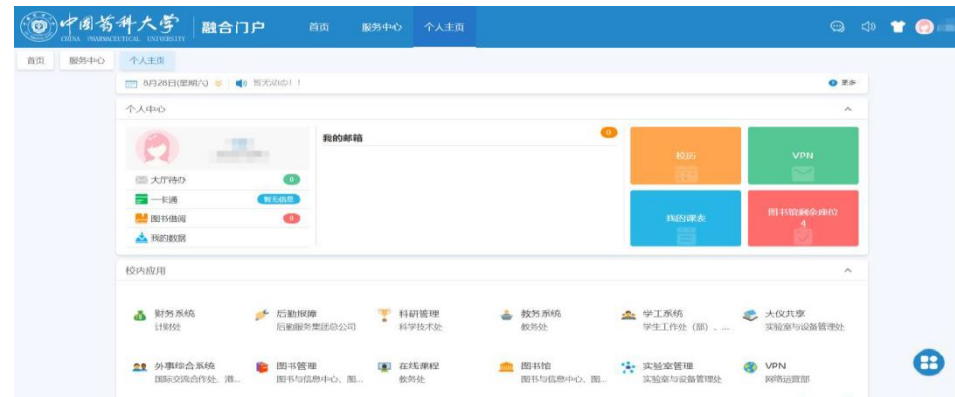 中国药科大学
CHINA PHARMACEUTICAL UNIVERSITY
融合门户
首页
服务中心
个人主页
首页
服务中心
个人主页
8月28日(星期六)
暂无动态！！
更多
个人中心
大厅待办 0
一卡通 暂无信息
图书借阅 0
我的数据
我的邮箱 0
校历
VPN
我的课表
图书馆剩余座位
4
校内应用
财务系统
计财处
后勤报障
后勤服务集团总公司
科研管理
科学技术处
教务系统
教务处
学工系统
学生工作处（部）、...
大仪共享
实验室与设备管理处
外事综合系统
国际交流合作处、港...
图书管理
图书与信息中心、图...
在线课程
教务处
图书馆
图书与信息中心、图...
实验室管理
实验室与设备管理处
VPN
网络运管部